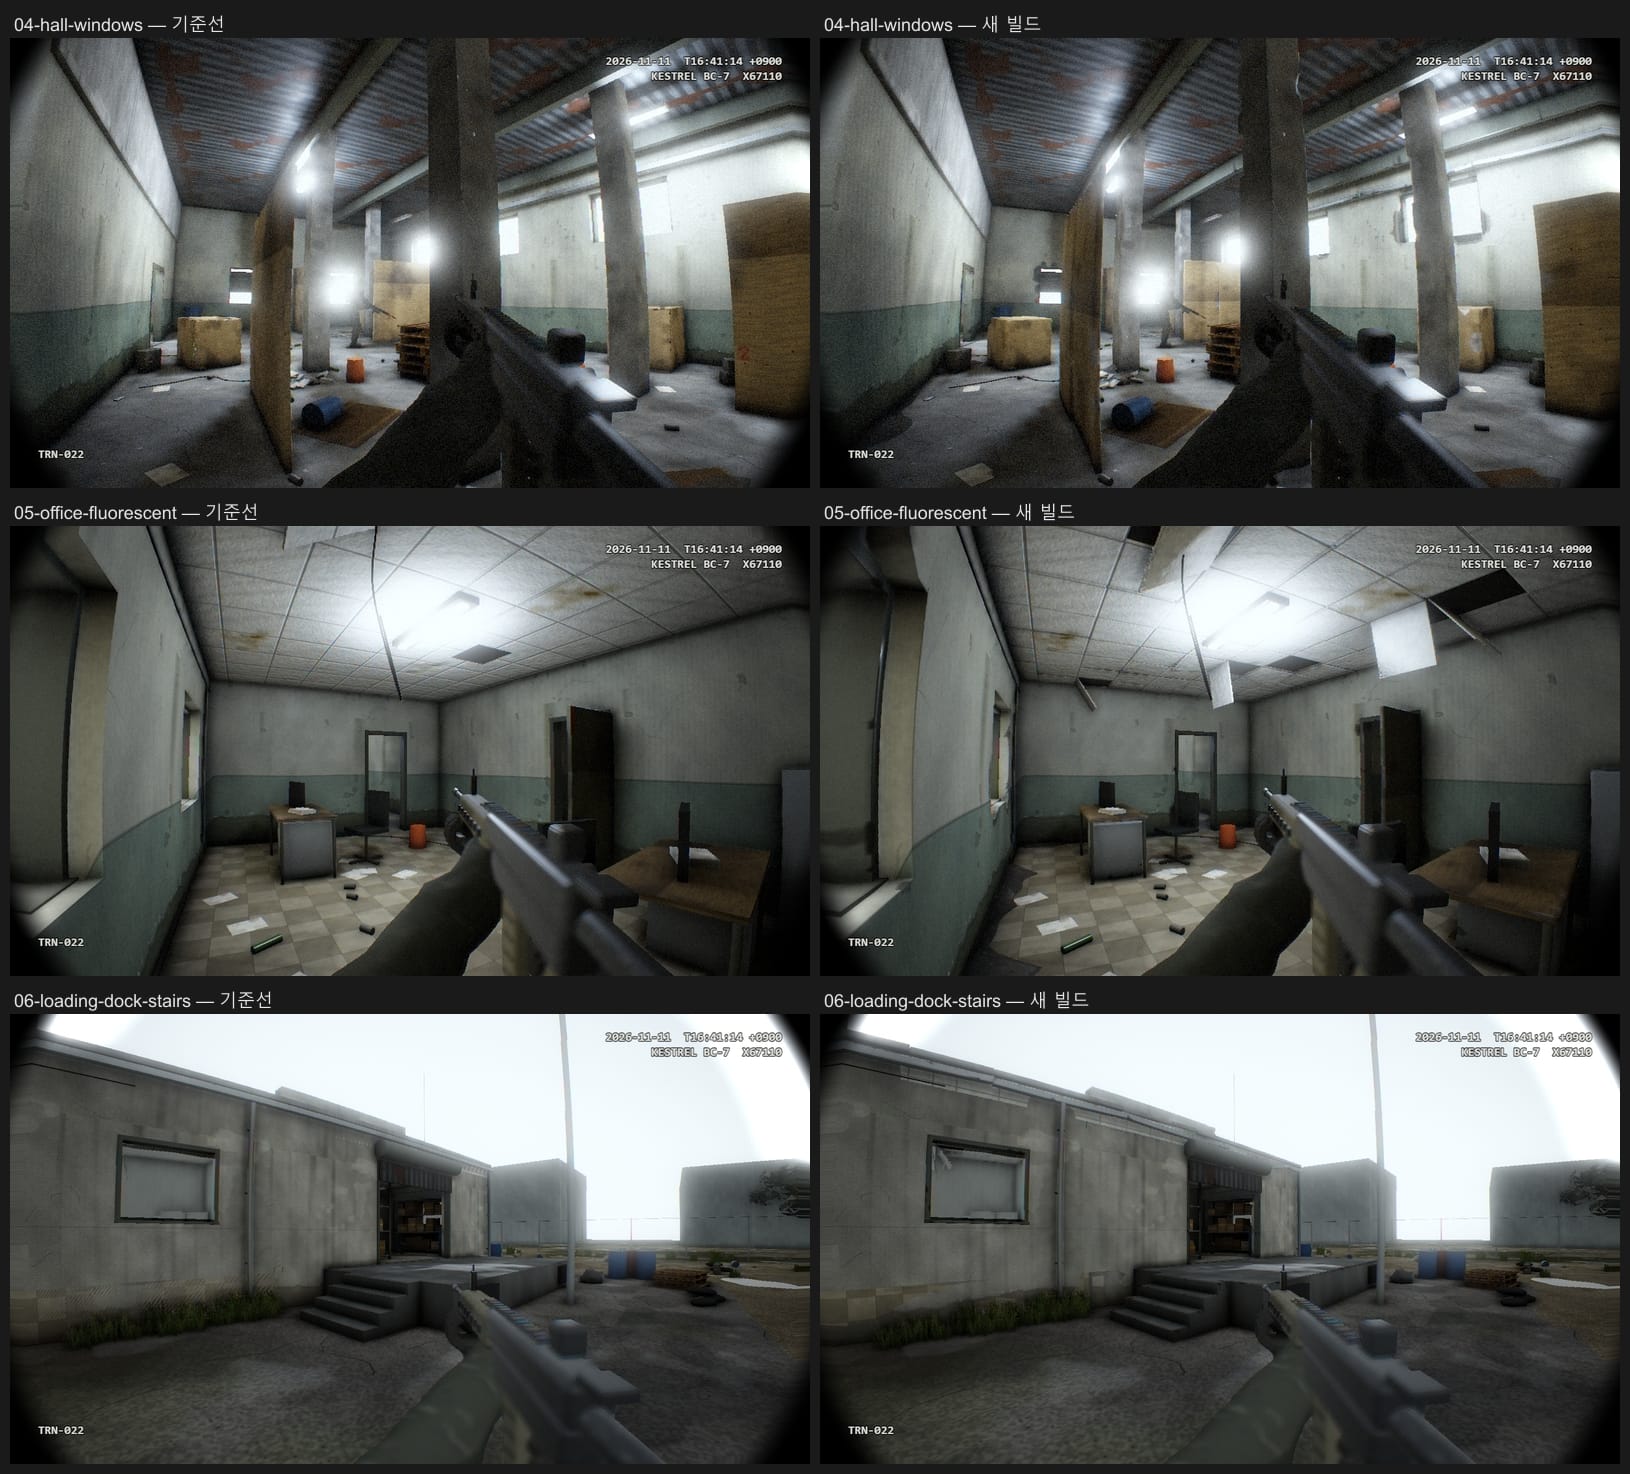 04-hall-windows — 기준선
04-hall-windows — 새 빌드
2026-11-11 T16:41:14 +0900
KESTREL BC-7 X67110
2026-11-11 T16:41:14 +0900
KESTREL BC-7 X67110
2
TRN-022
TRN-022
05-office-fluorescent — 기준선
05-office-fluorescent — 새 빌드
2026-11-11 T16:41:14 +0900
KESTREL BC-7 X67110
2026-11-11 T16:41:14 +0900
KESTREL BC-7 X67110
TRN-022
TRN-022
06-loading-dock-stairs — 기준선
06-loading-dock-stairs — 새 빌드
2026-11-11 T16:41:14 +0900
KESTREL BC-7 X67110
2026-11-11 T16:41:14 +0900
KESTREL BC-7 X67110
TRN-022
TRN-022